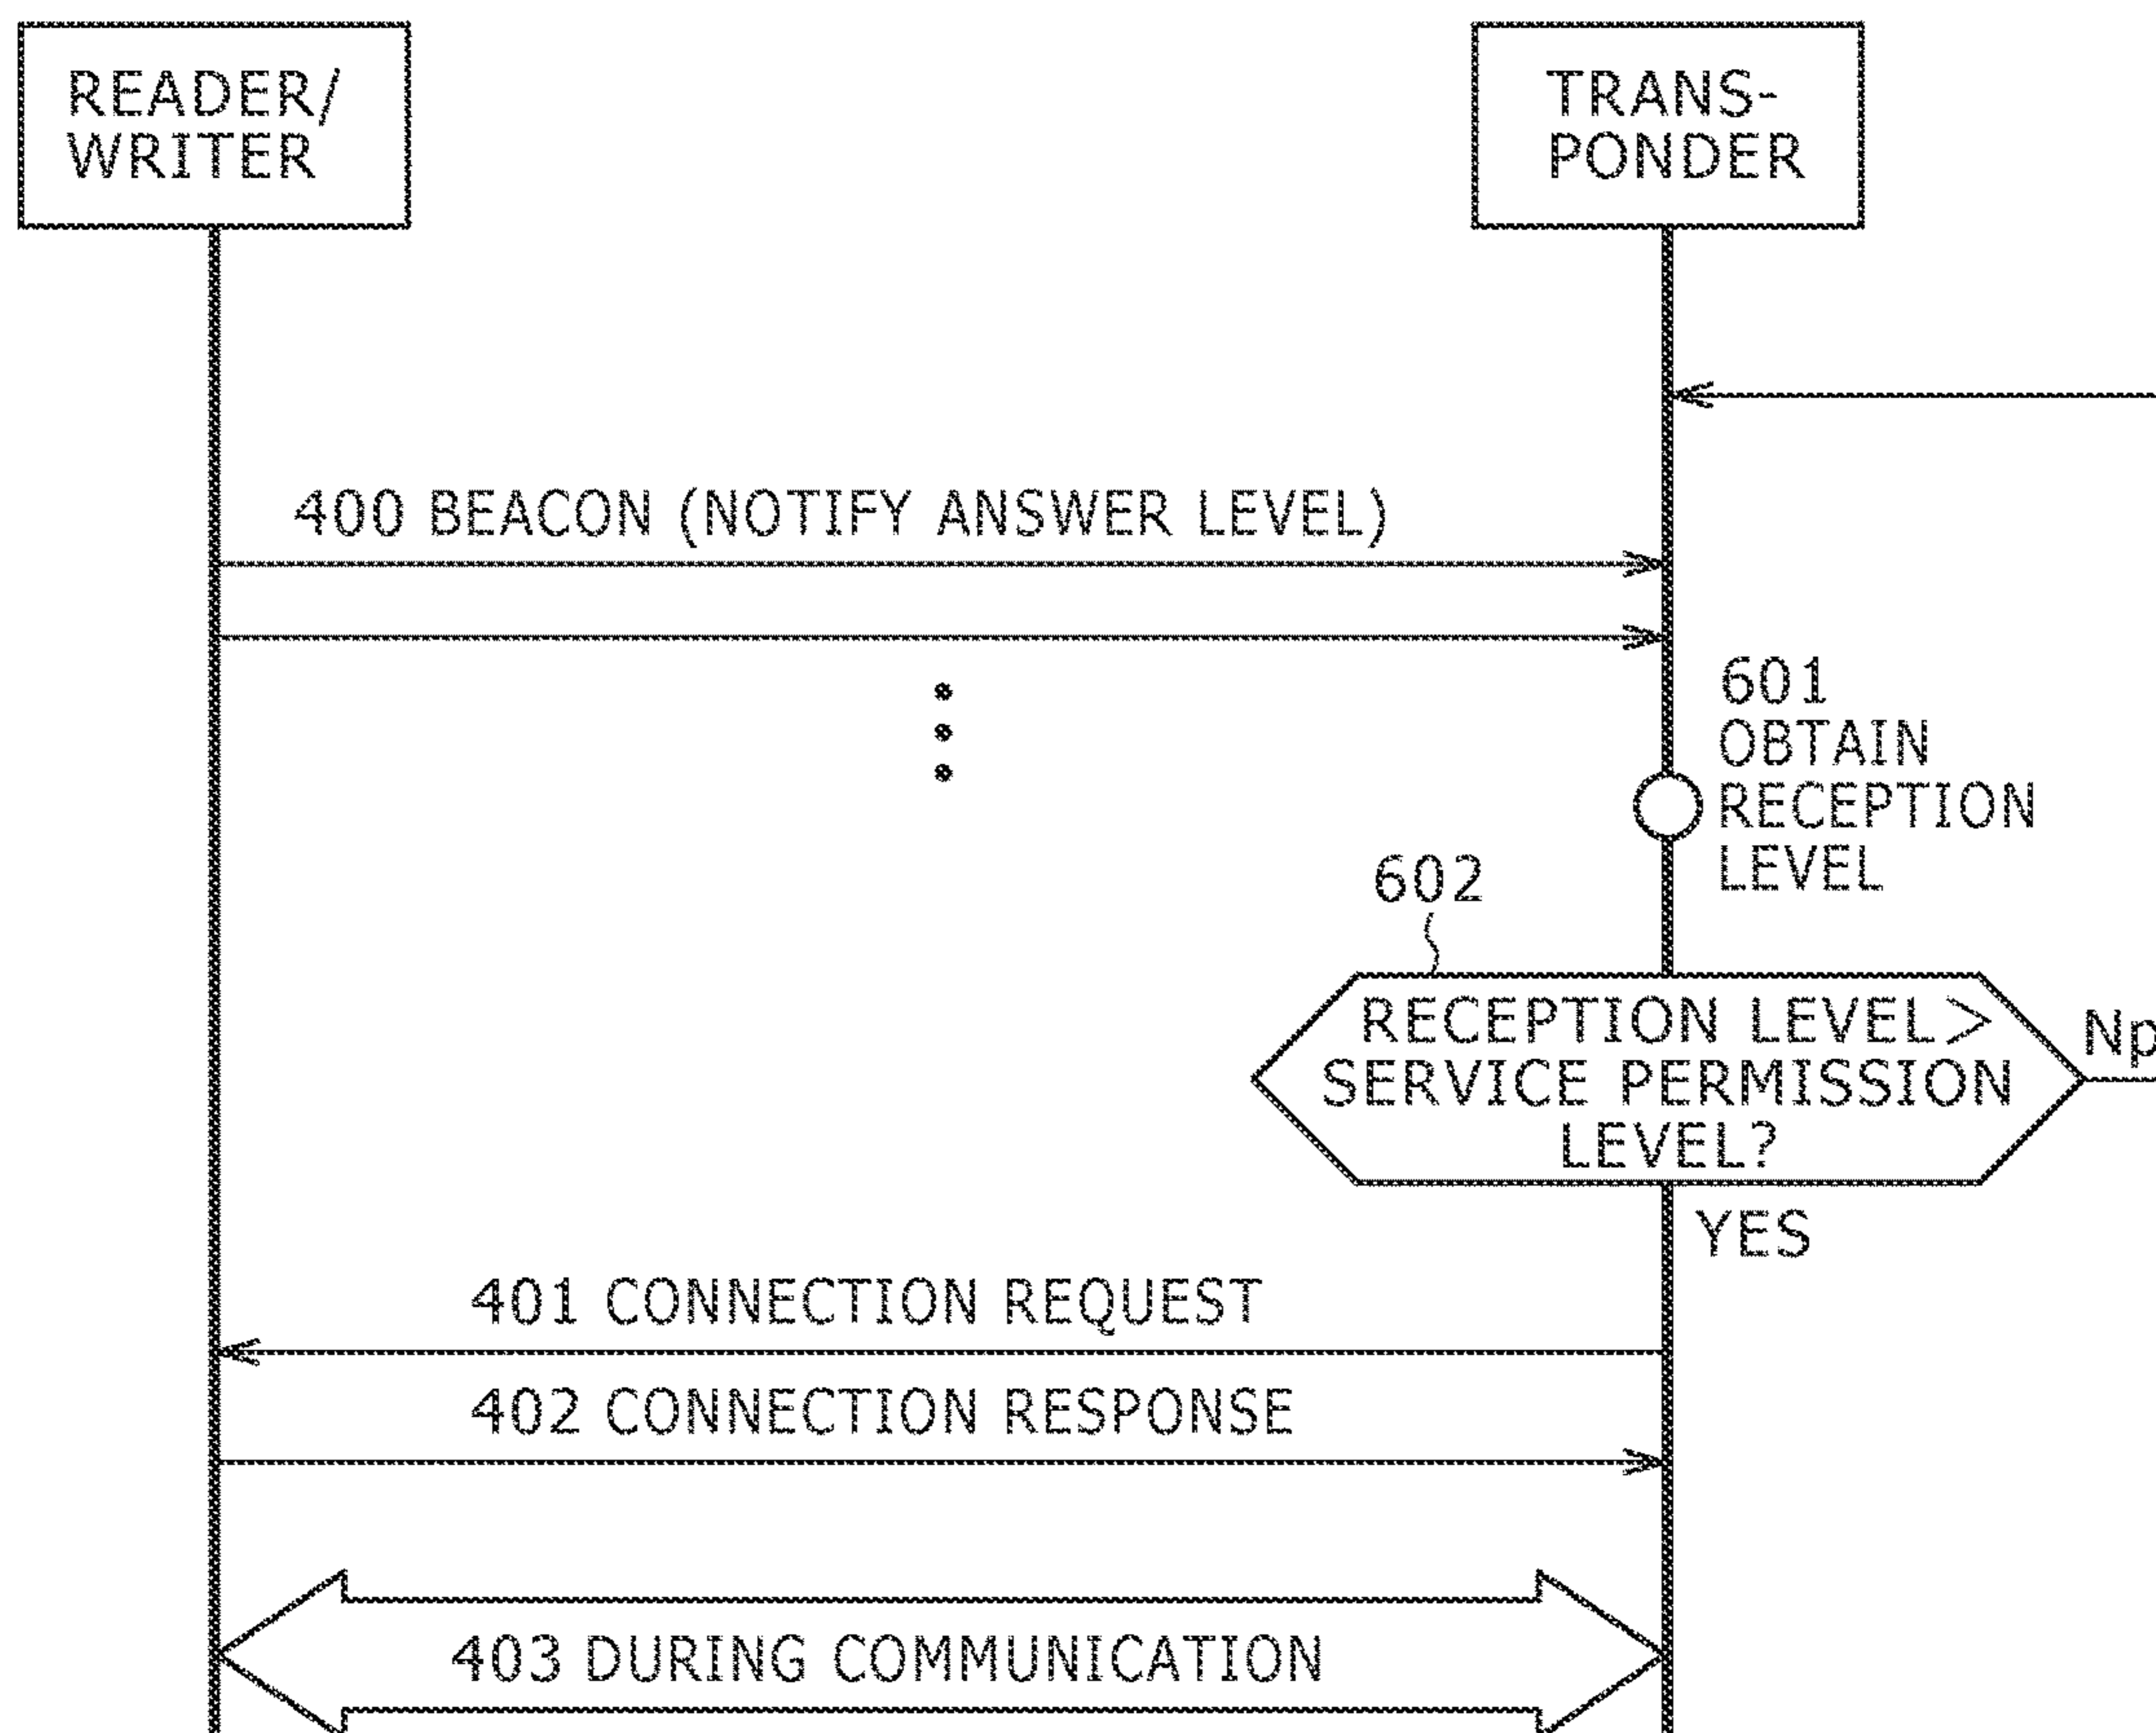 READER/
WRITER
TRANS-
PONDER
400 BEACON (NOTIFY ANSWER LEVEL)
601
OBTAIN
RECEPTION
LEVEL
602
RECEPTION LEVEL>
SERVICE PERMISSION
LEVEL?
YES
401 CONNECTION REQUEST
402 CONNECTION RESPONSE
403 DURING COMMUNICATION